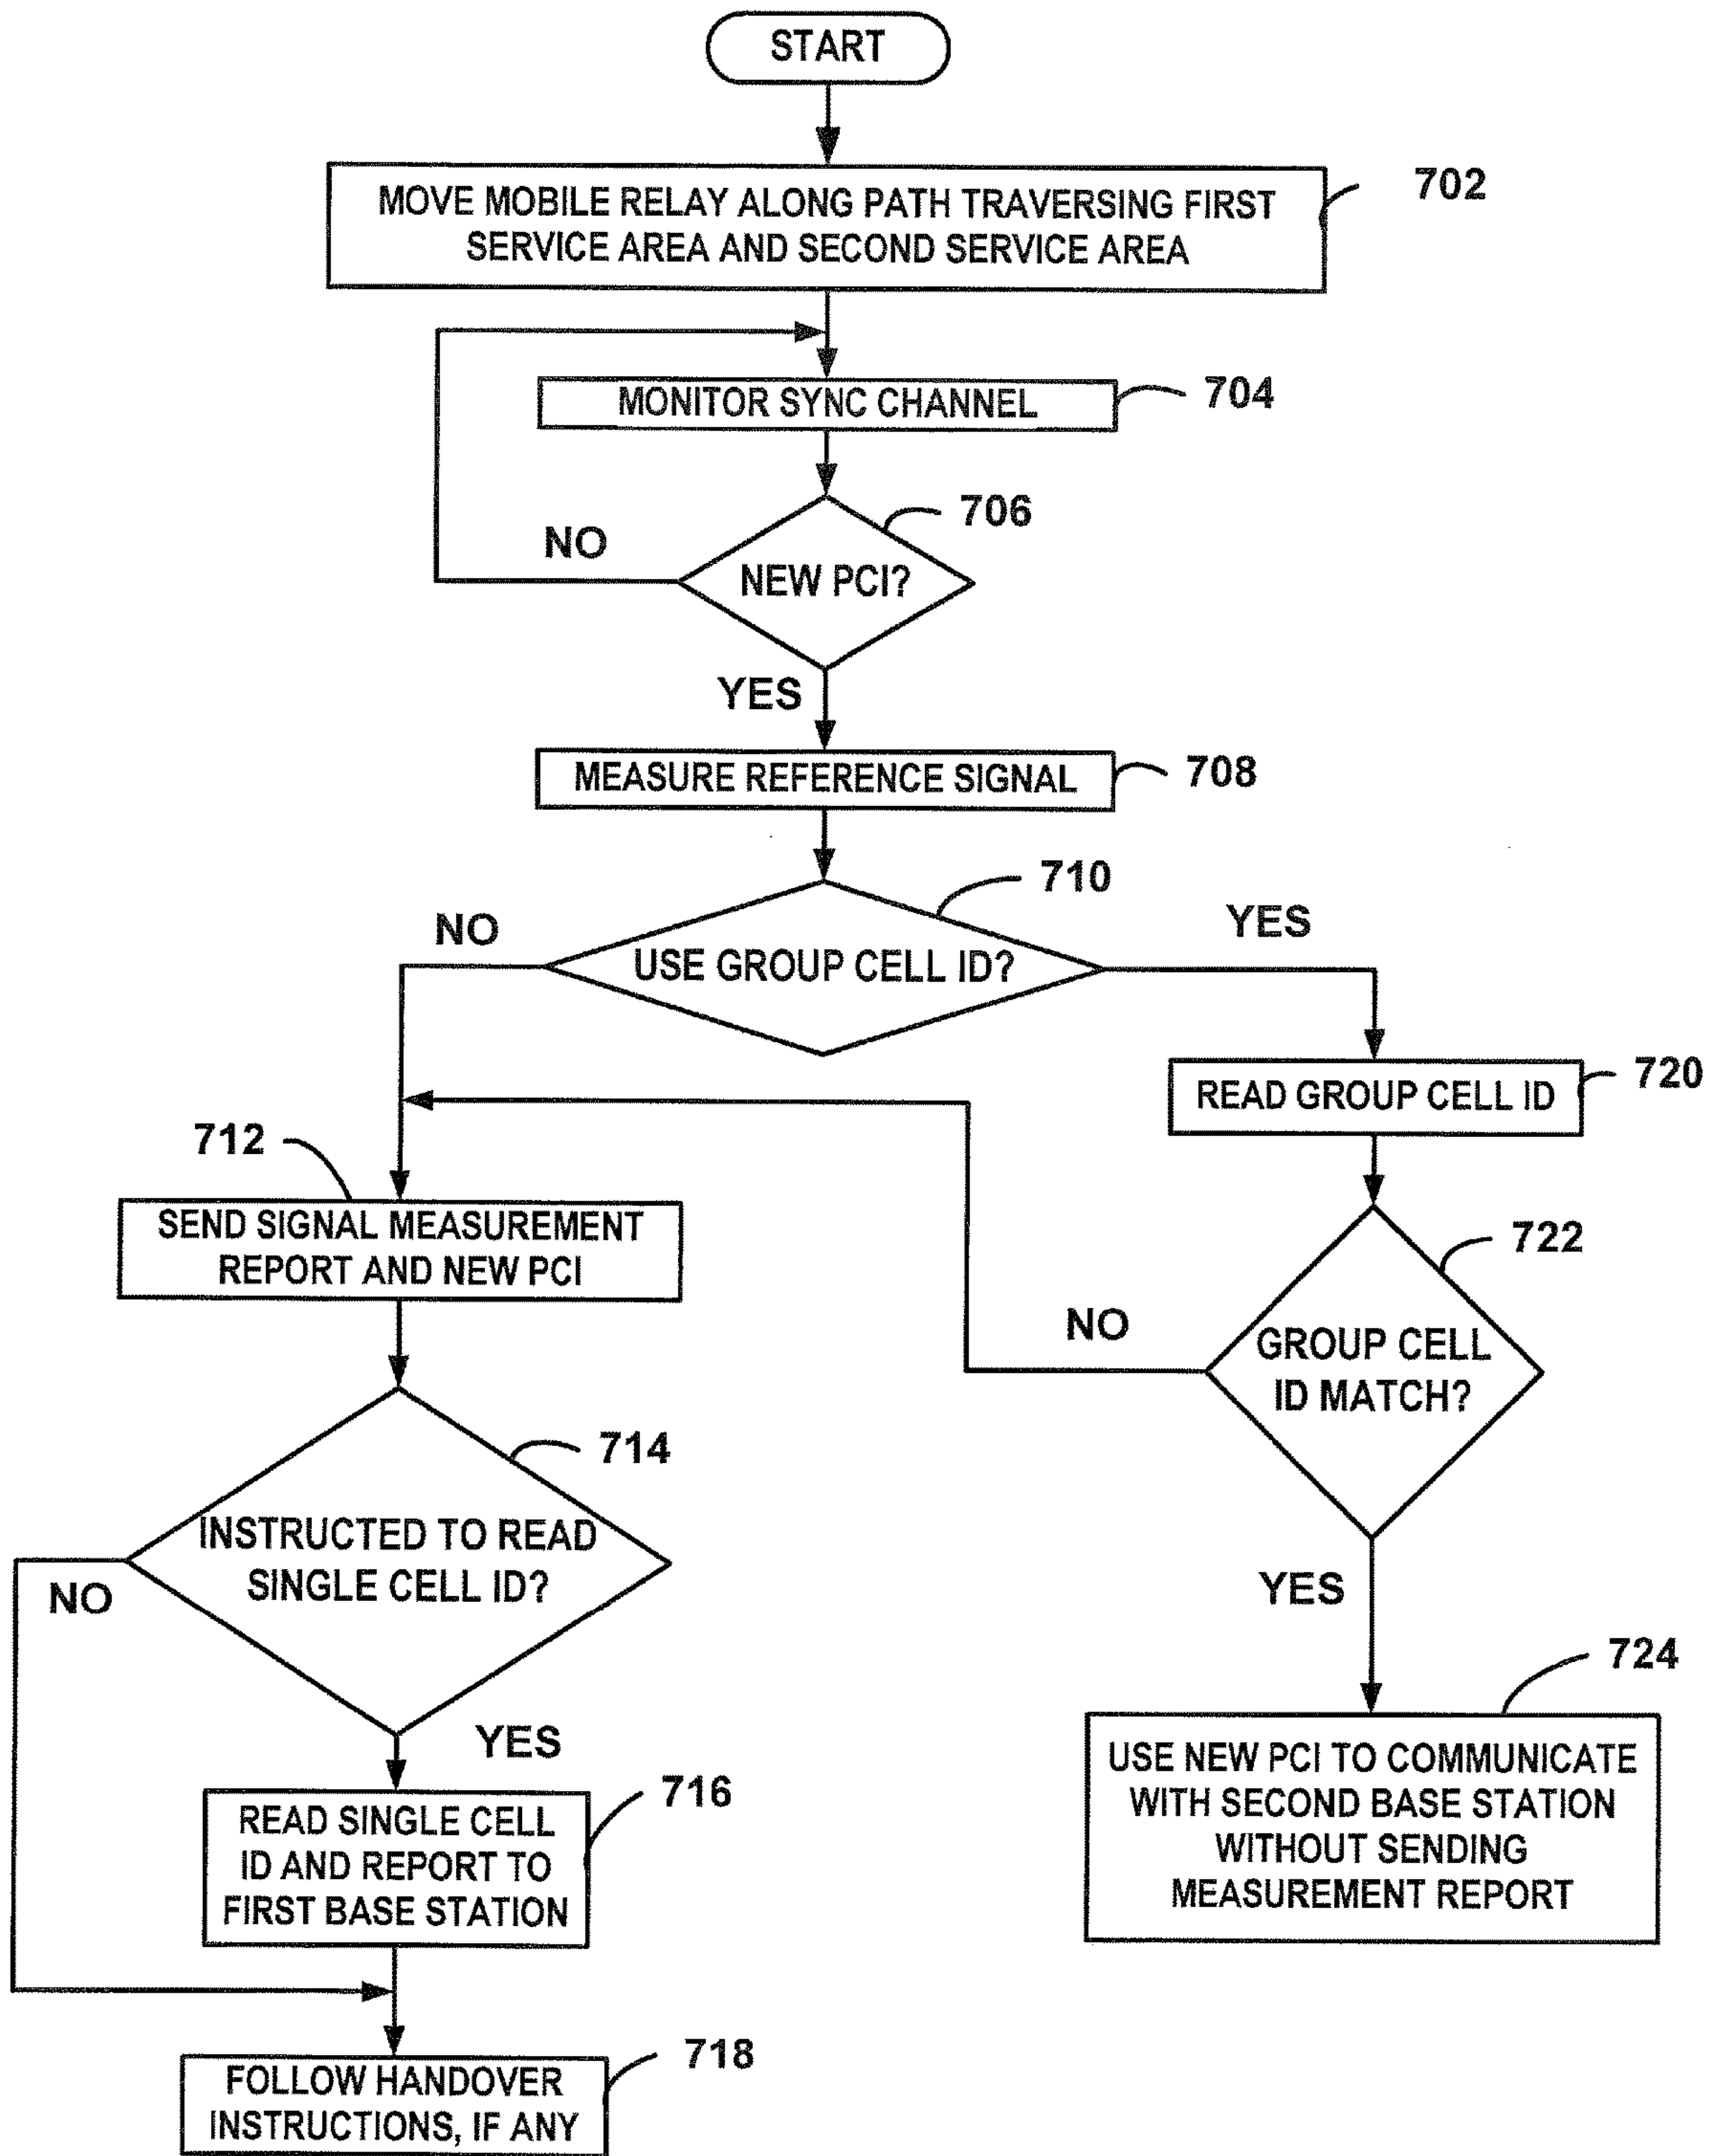 START
MOVE MOBILE RELAY ALONG PATH TRAVERSING FIRST
SERVICE AREA AND SECOND SERVICE AREA
702
MONITOR SYNC CHANNEL
704
706
NO
NEW PCI?
YES
MEASURE REFERENCE SIGNAL
708
710
NO
YES
USE GROUP CELL ID?
READ GROUP CELL ID
720
712
SEND SIGNAL MEASUREMENT
REPORT AND NEW PCI
722
NO
GROUP CELL
ID MATCH?
714
INSTRUCTED TO READ
SINGLE CELL ID?
NO
YES
YES
724
USE NEW PCI TO COMMUNICATE
WITH SECOND BASE STATION
WITHOUT SENDING
MEASUREMENT REPORT
716
READ SINGLE CELL
ID AND REPORT TO
FIRST BASE STATION
718
FOLLOW HANDOVER
INSTRUCTIONS, IF ANY